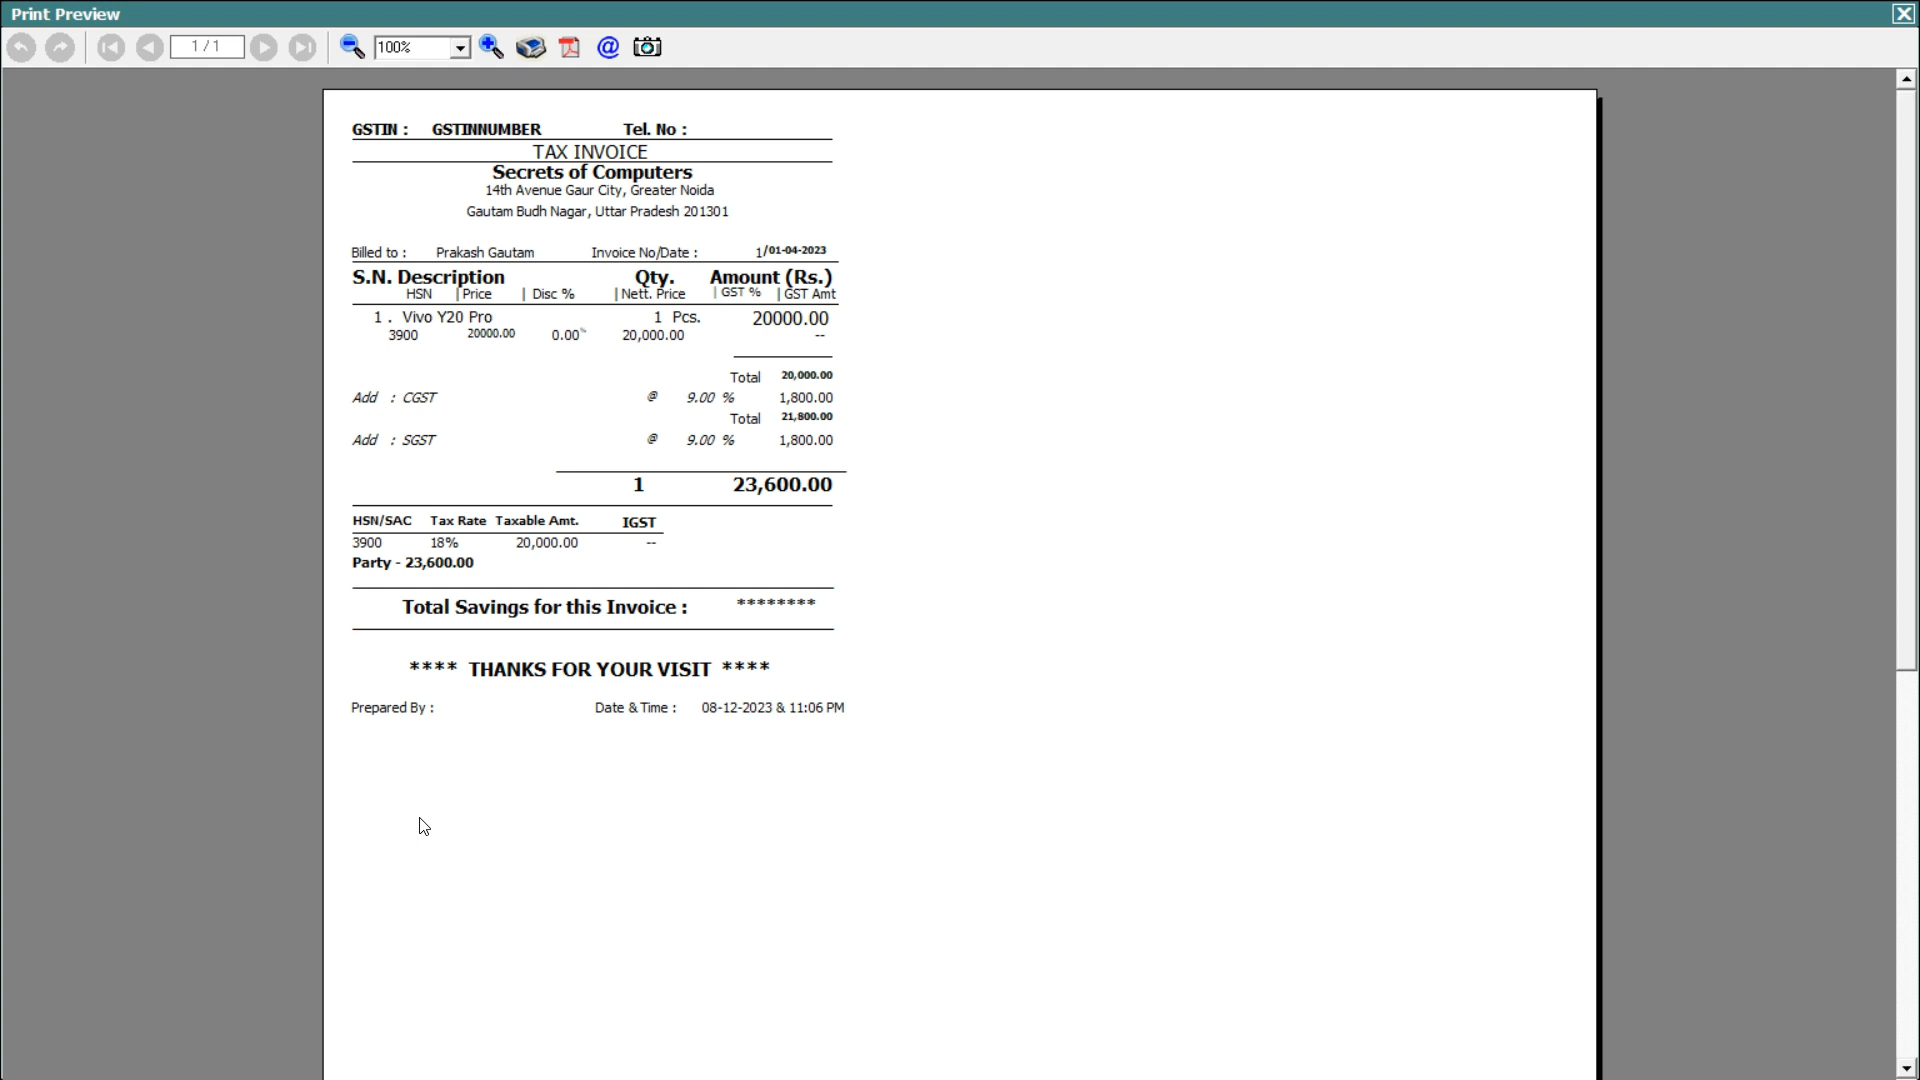 Print Preview
1 / 1
100%
GSTIN : GSTINNUMBER Tel. No :
TAX INVOICE
Secrets of Computers
14th Avenue Gaur City, Greater Noida
Gautam Budh Nagar, Uttar Pradesh 201301
Billed to : Prakash Gautam Invoice No/Date : 1/01-04-2023
S.N. Description Qty. Amount (Rs.)
HSN |Price | Disc % |Nett. Price |GST % |GST Amt
1 . Vivo Y20 Pro 1 Pcs. 20000.00
3900 20000.00 0.00% 20,000.00 --
Total 20,000.00
Add : CGST @ 9.00 % 1,800.00
Total 21,800.00
Add : SGST @ 9.00 % 1,800.00
1 23,600.00
HSN/SAC Tax Rate Taxable Amt. IGST
3900 18% 20,000.00 --
Party - 23,600.00
Total Savings for this Invoice : ********
**** THANKS FOR YOUR VISIT ****
Prepared By : Date & Time : 08-12-2023 & 11:06 PM